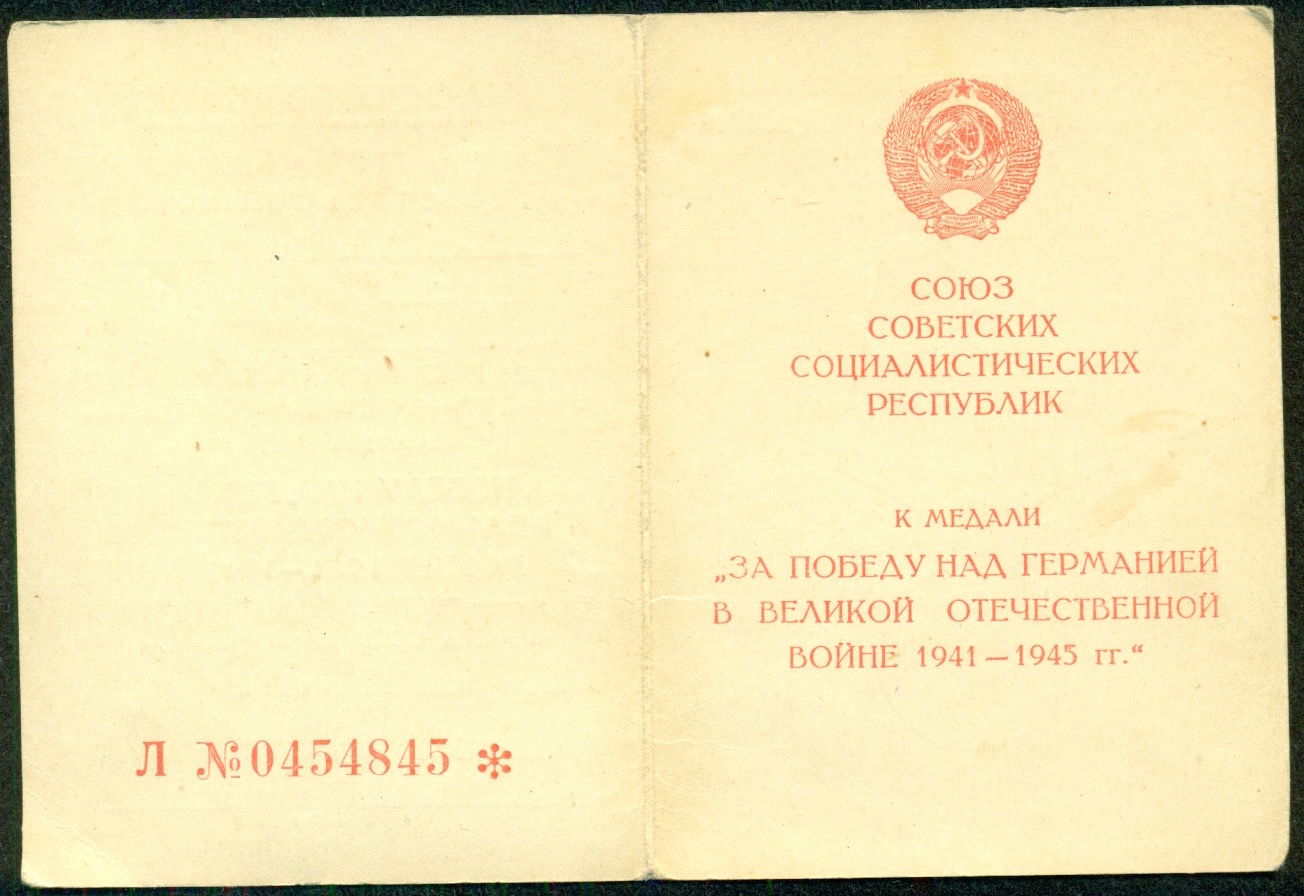 Л №0454845 *
СОЮЗ
СОВЕТСКИХ
СОЦИАЛИСТИЧЕСКИХ
РЕСПУБЛИК
К МЕДАЛИ
„ЗА ПОБЕДУ НАД ГЕРМАНИЕЙ
В ВЕЛИКОЙ ОТЕЧЕСТВЕННОЙ
ВОЙНЕ 1941—1945 гг.“